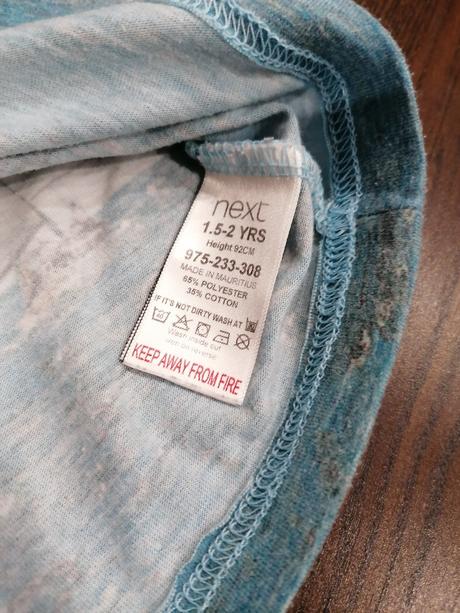 next
1.5-2 YRS
Height 92CM
975-233-308
MADE IN MAURITIUS
65% POLYESTER
35% COTTON
IF IT'S NOT DIRTY WASH AT
40
Wash inside out
iron on reverse
KEEP AWAY FROM FIRE